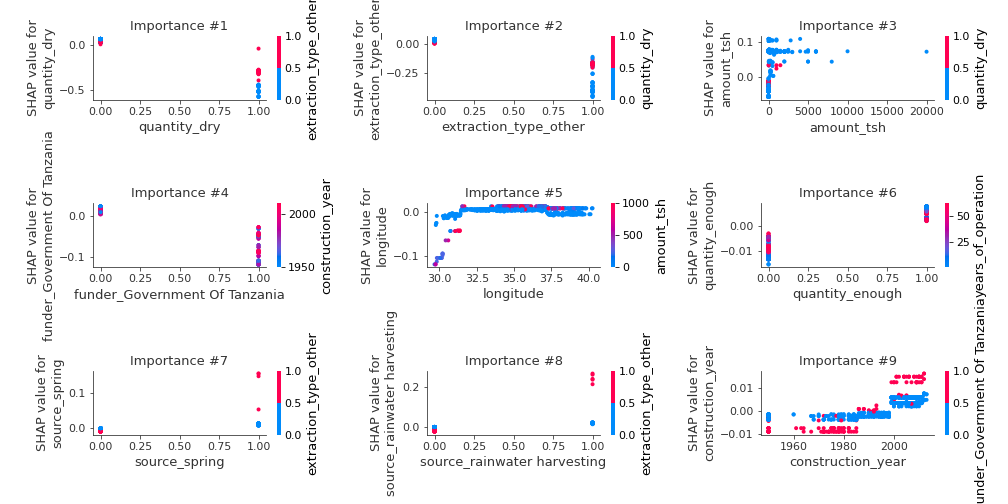 Importance #1
SHAP value for
quantity_dry
0.0
−0.5
0.00 0.25 0.50 0.75 1.00
quantity_dry
1.0
0.5
0.0
extraction_type_other
Importance #2
SHAP value for
extraction_type_other
0.00
−0.25
0.00 0.25 0.50 0.75 1.00
extraction_type_other
1.0
0.5
0.0
quantity_dry
Importance #3
SHAP value for
amount_tsh
0.1
0.0
0 5000 10000 15000 20000
amount_tsh
1.0
0.5
0.0
quantity_dry
Importance #4
SHAP value for
funder_Government Of Tanzania
0.0
−0.1
0.00 0.25 0.50 0.75 1.00
funder_Government Of Tanzania
2000
1950
construction_year
Importance #5
SHAP value for
longitude
0.0
−0.1
30.0 32.5 35.0 37.5 40.0
longitude
1000
500
0
amount_tsh
Importance #6
SHAP value for
quantity_enough
0.00
−0.01
0.00 0.25 0.50 0.75 1.00
quantity_enough
50
25
years_of_operation
Importance #7
SHAP value for
source_spring
0.1
0.0
0.00 0.25 0.50 0.75 1.00
source_spring
1.0
0.5
0.0
extraction_type_other
Importance #8
SHAP value for
source_rainwater harvesting
0.2
0.0
0.00 0.25 0.50 0.75 1.00
source_rainwater harvesting
1.0
0.5
0.0
extraction_type_other
Importance #9
SHAP value for
construction_year
0.01
0.00
−0.01
1960 1980 2000
construction_year
1.0
0.5
0.0
under_Government Of Tanzania